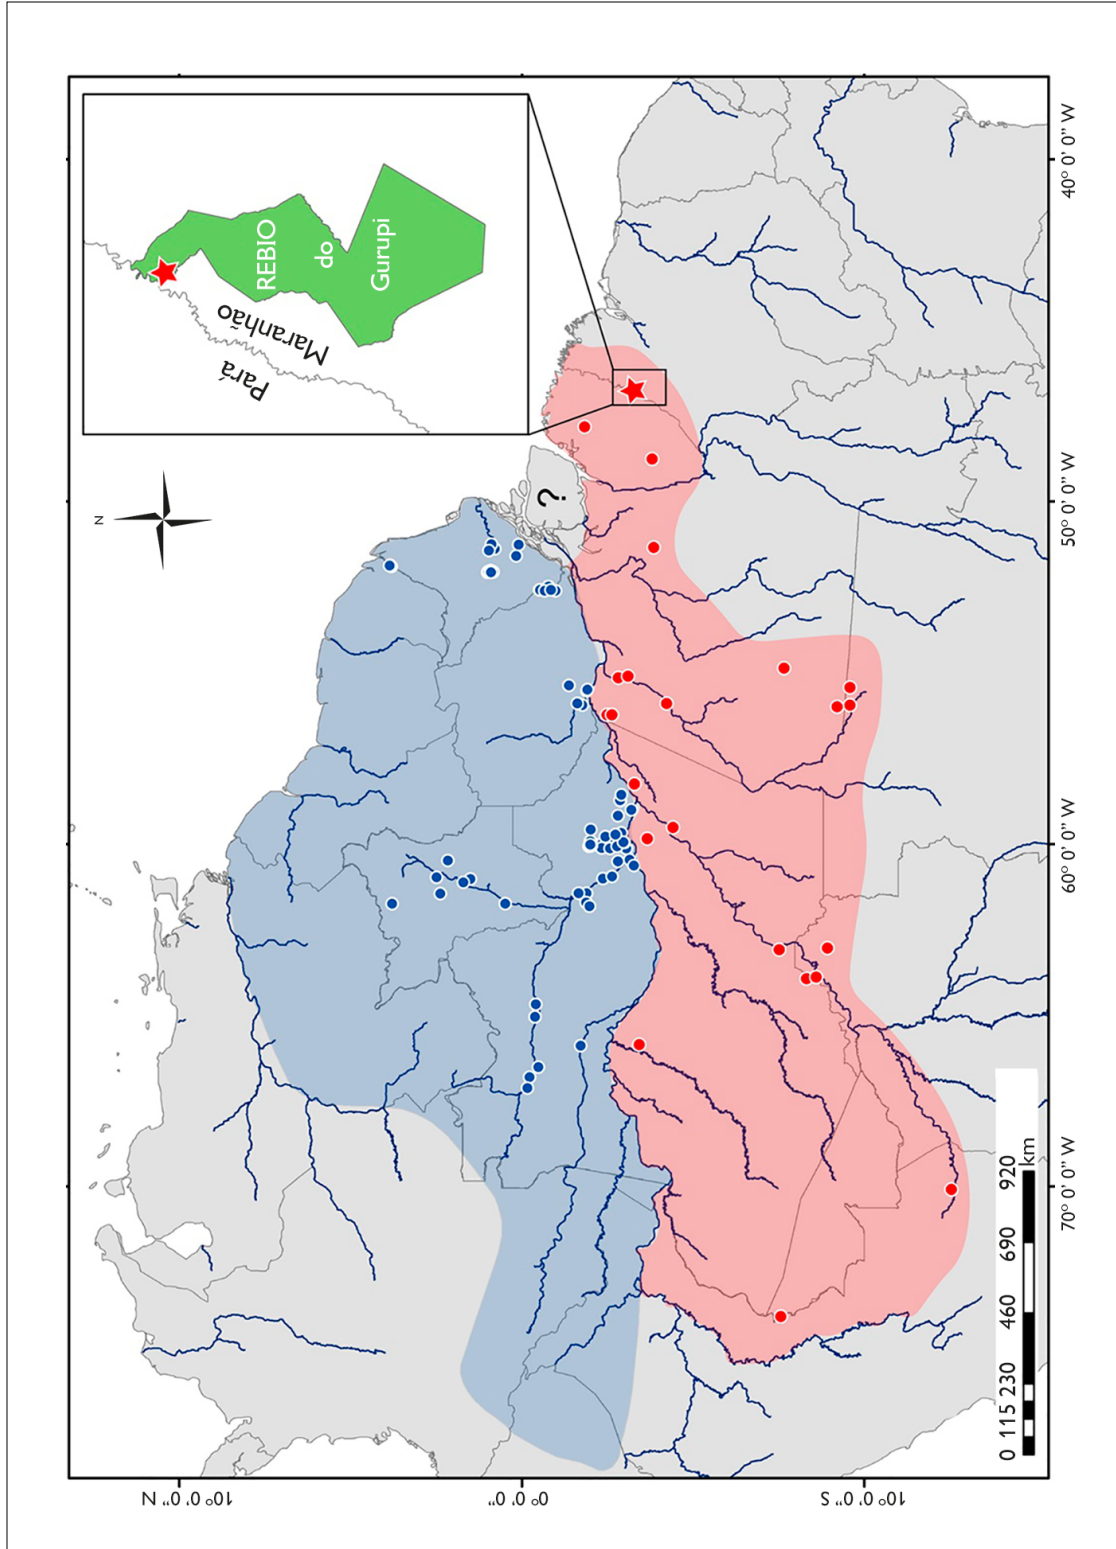 Pará
Maranhão
REBIO
do
Gurupi
N
?
10° 0' 0" N
0° 0' 0"
10° 0' 0" S
70° 0' 0" W
60° 0' 0" W
50° 0' 0" W
40° 0' 0" W
0 115 230 460 690 920
km